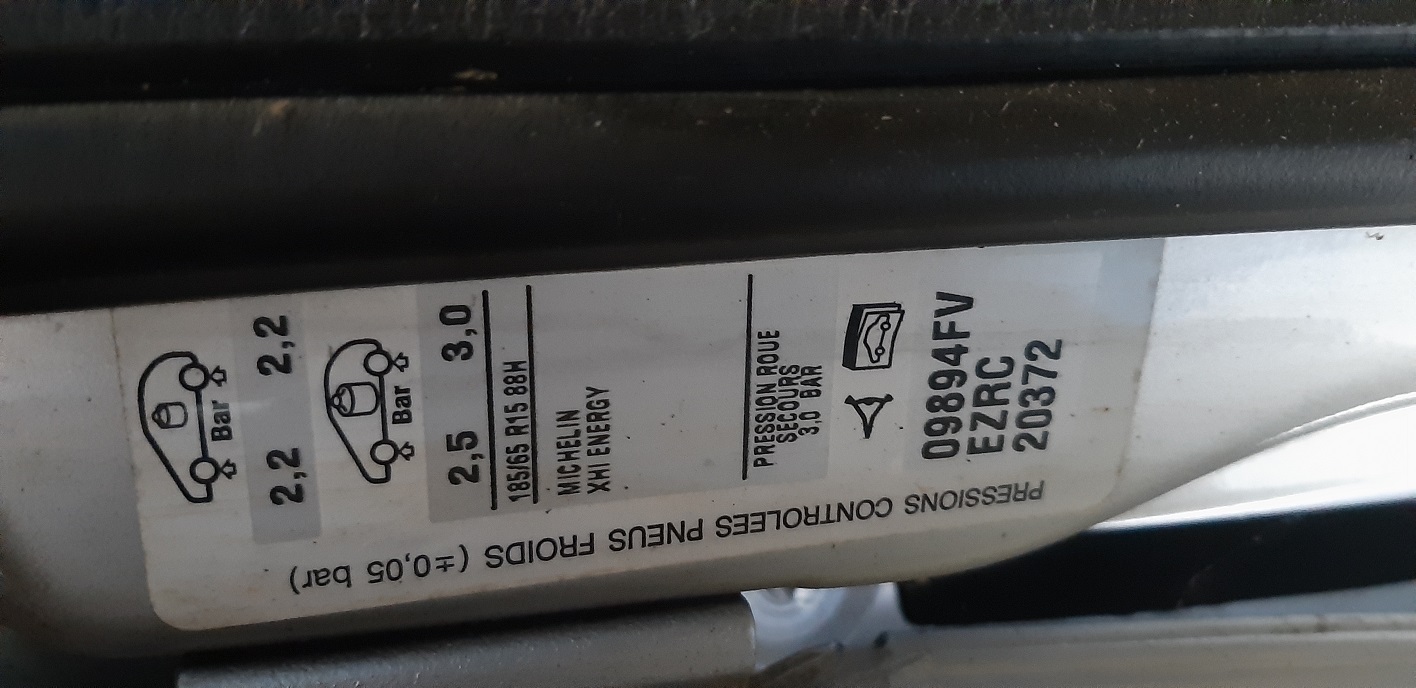 Bar
2,2 2,2
Bar
2,5 3,0
185/65 R15 88H
MICHELIN
XH1 ENERGY
PRESSION ROUE
SECOURS
3,0 BAR
09894FV
EZRC
20372
PRESSIONS CONTROLEES PNEUS FROIDS (±0,05 bar)